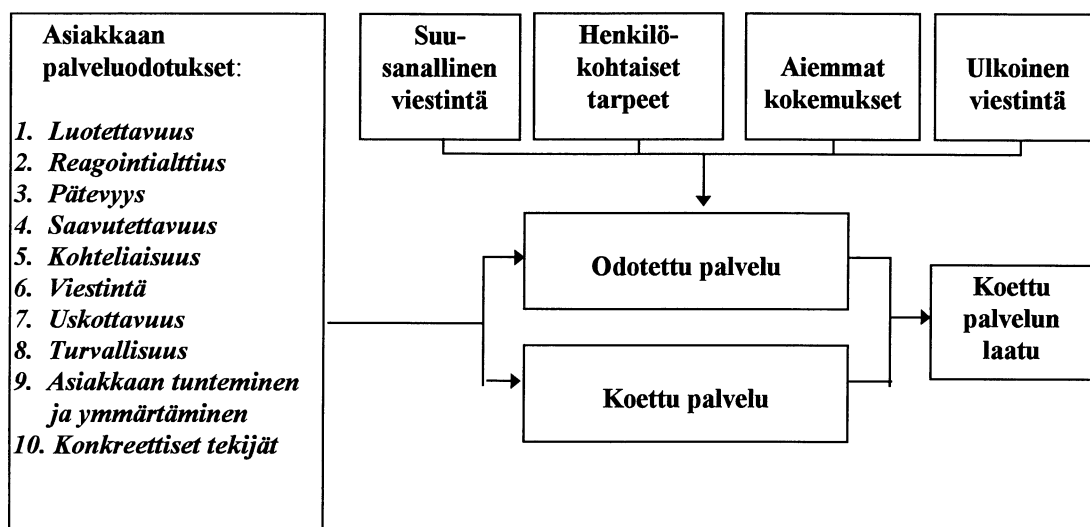 Asiakkaan
palveluodotukset:
1. Luotettavuus
2. Reagointialttius
3. Pätevyys
4. Saavutettavuus
5. Kohteliaisuus
6. Viestintä
7. Uskottavuus
8. Turvallisuus
9. Asiakkaan tunteminen
ja ymmärtäminen
10. Konkreettiset tekijät
Suu-
sanallinen
viestintä
Henkilö-
kohtaiset
tarpeet
Aiemmat
kokemukset
Ulkoinen
viestintä
Odotettu palvelu
Koettu palvelu
Koettu
palvelun
laatu